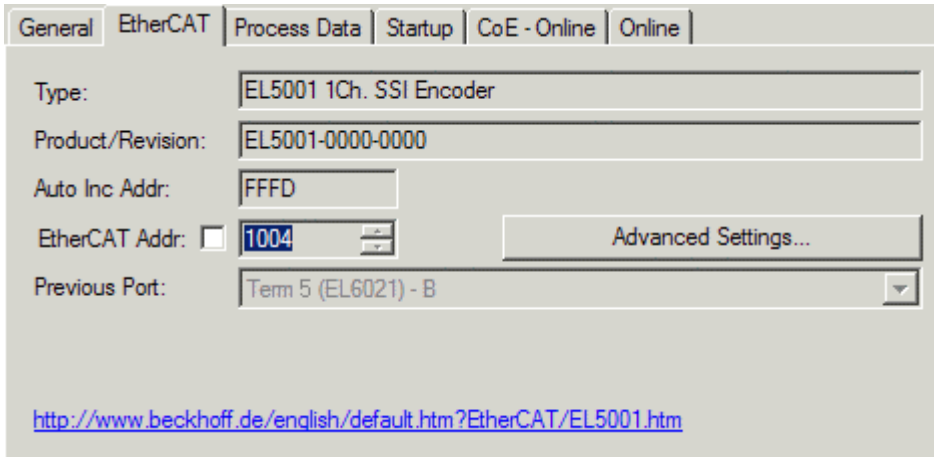 General EtherCAT Process Data Startup CoE - Online Online
Type: EL5001 1Ch. SSI Encoder
Product/Revision: EL5001-0000-0000
Auto Inc Addr: FFFD
EtherCAT Addr: 1004 Advanced Settings...
Previous Port: Term 5 (EL6021) - B
http://www.beckhoff.de/english/default.htm?EtherCAT/EL5001.htm